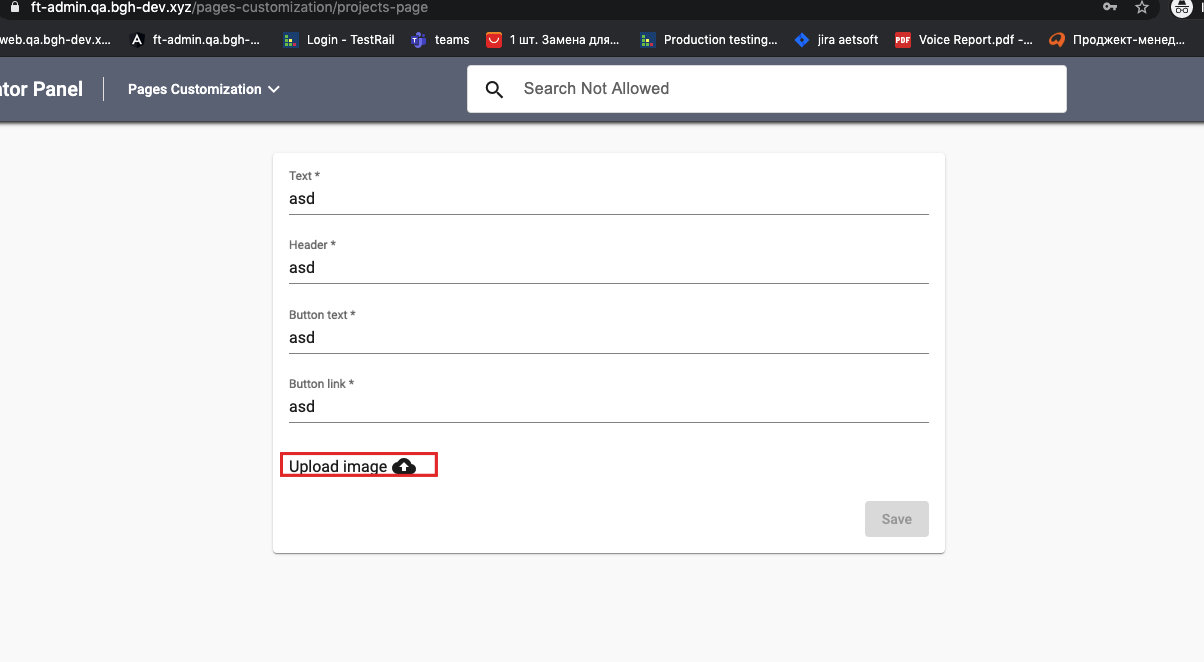 ft-admin.qa.bgh-dev.xyz/pages-customization/projects-page
web.qa.bgh-dev.x... ft-admin.qa.bgh-... Login - TestRail teams 1 шт. Замена для... Production testing... jira aetsoft PDF Voice Report.pdf -... Проджект-менед...
tor Panel Pages Customization Search Not Allowed
Text *
asd
Header *
asd
Button text *
asd
Button link *
asd
Upload image
Save